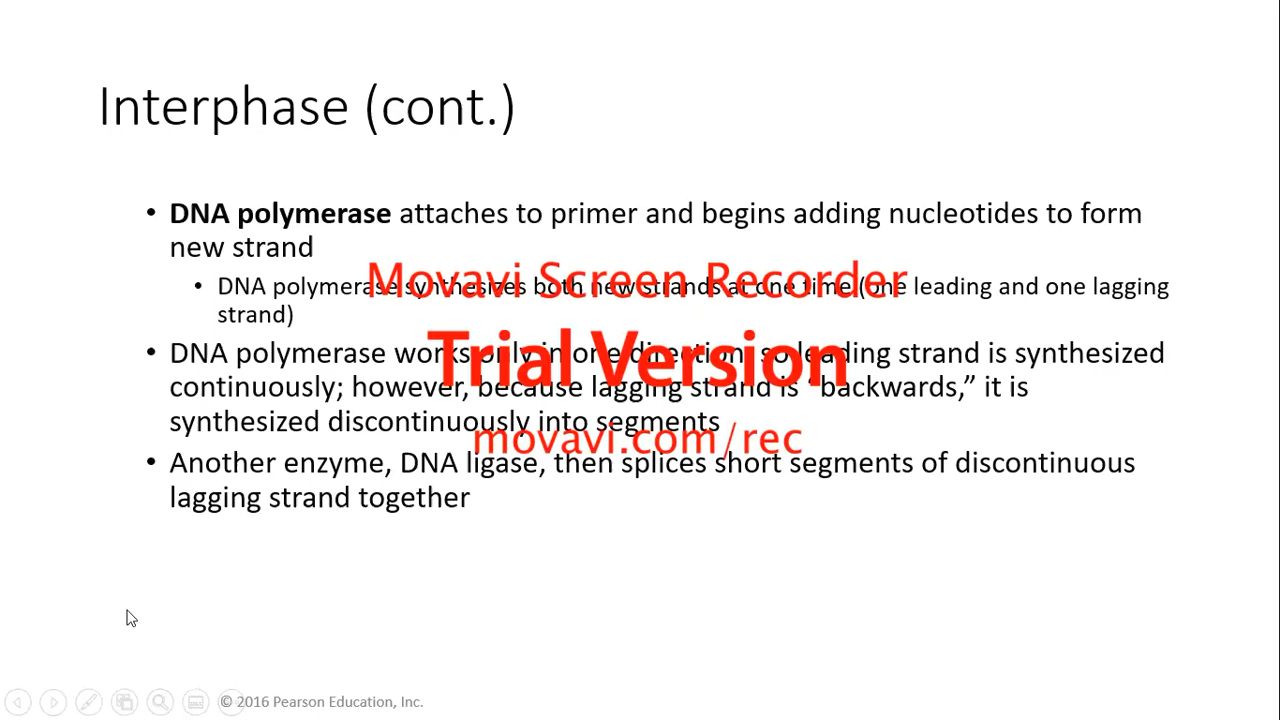 Interphase (cont.)
• DNA polymerase attaches to primer and begins adding nucleotides to form
new strand
• DNA polymerase synthesizes both new strands at one time (one leading and one lagging
strand)
• DNA polymerase works only in one direction, so leading strand is synthesized
continuously; however, because lagging strand is “backwards,” it is
synthesized discontinuously into segments
• Another enzyme, DNA ligase, then splices short segments of discontinuous
lagging strand together
Movavi Screen Recorder
Trial Version
movavi.com/rec
© 2016 Pearson Education, Inc.